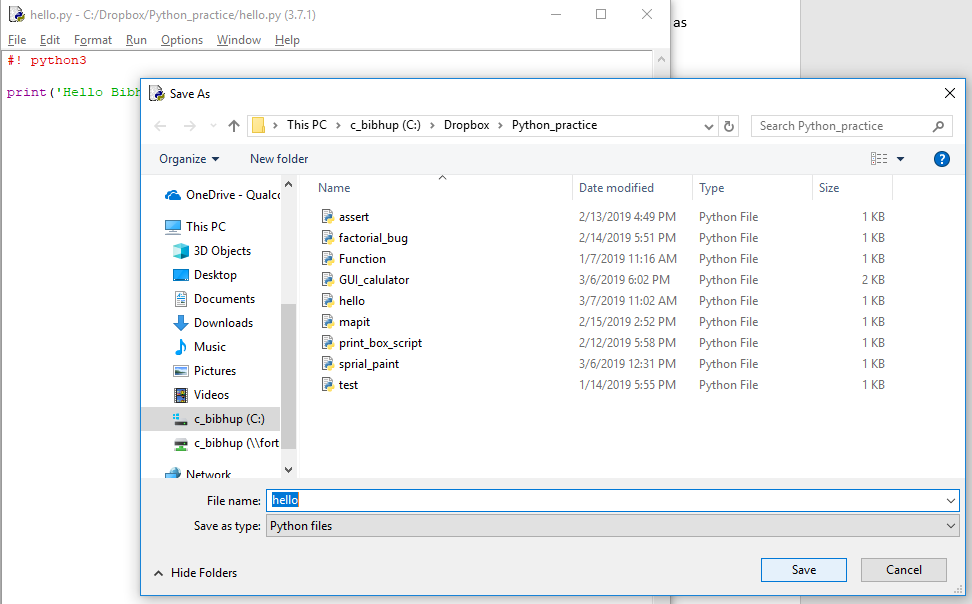 hello.py - C:/Dropbox/Python_practice/hello.py (3.7.1)
as
File Edit Format Run Options Window Help
#! python3
print('Hello Bibh
Save As
This PC > c_bibhup (C:) > Dropbox > Python_practice
Search Python_practice
Organize New folder
Name Date modified Type Size
OneDrive - Qualco
This PC
3D Objects
Desktop
Documents
Downloads
Music
Pictures
Videos
c_bibhup (C:)
c_bibhup (\\fort
Network
assert 2/13/2019 4:49 PM Python File 1 KB
factorial_bug 2/14/2019 5:51 PM Python File 1 KB
Function 1/7/2019 11:16 AM Python File 1 KB
GUI_calulator 3/6/2019 6:02 PM Python File 2 KB
hello 3/7/2019 11:02 AM Python File 1 KB
mapit 2/15/2019 2:52 PM Python File 1 KB
print_box_script 2/12/2019 5:58 PM Python File 1 KB
sprial_paint 3/6/2019 12:31 PM Python File 1 KB
test 1/14/2019 5:55 PM Python File 1 KB
File name: hello
Save as type: Python files
Hide Folders Save Cancel